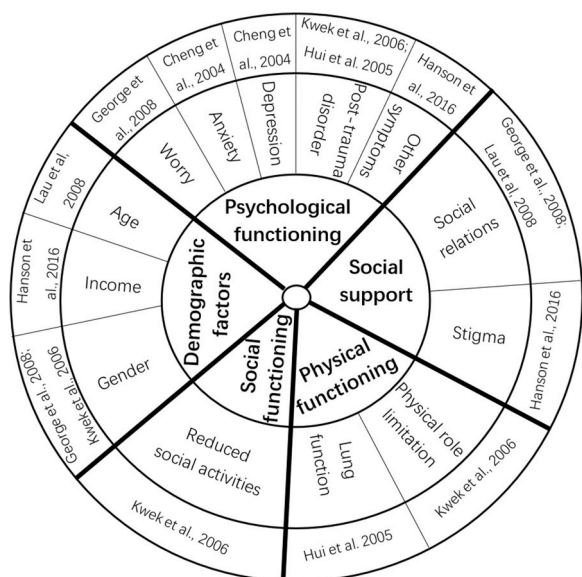 Psychological
functioning
Social
support
Physical
functioning
Social
functioning
Demographic
factors
Worry
Anxiety
Depression
Post-trauma
disorder
Other
symptoms
Social
relations
Stigma
Physical role
limitation
Lung
function
Reduced
social activities
Gender
Income
Age
George et
al., 2008
Cheng et
al., 2004
Cheng et
al., 2004
Kwek et al., 2006;
Hui et al. 2005
Hanson et
al., 2016
George et al., 2008;
Lau et al., 2008
Hanson et al., 2016
Kwek et al., 2006
Hui et al. 2005
Kwek et al., 2006
George et al., 2008;
Kwek et al., 2006
Hanson et
al., 2016
Lau et al.,
2008